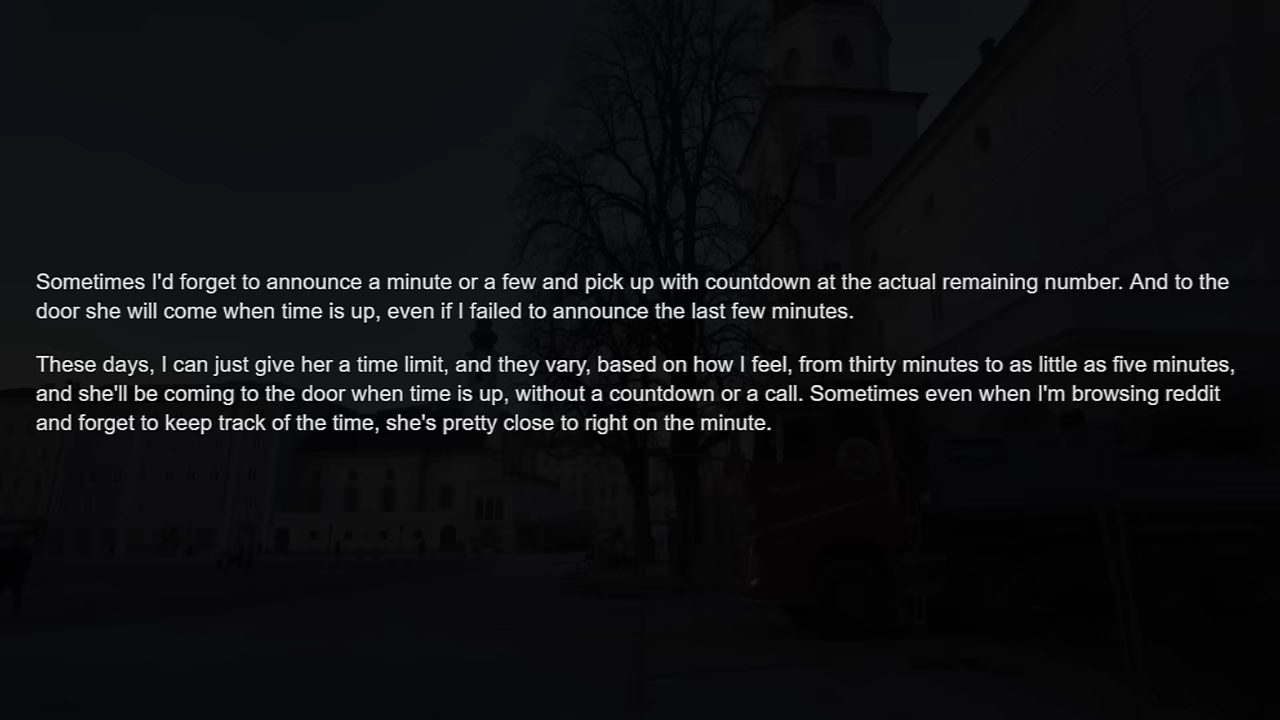 Sometimes I'd forget to announce a minute or a few and pick up with countdown at the actual remaining number. And to the
door she will come when time is up, even if I failed to announce the last few minutes.
These days, I can just give her a time limit, and they vary, based on how I feel, from thirty minutes to as little as five minutes,
and she'll be coming to the door when time is up, without a countdown or a call. Sometimes even when I'm browsing reddit
and forget to keep track of the time, she's pretty close to right on the minute.